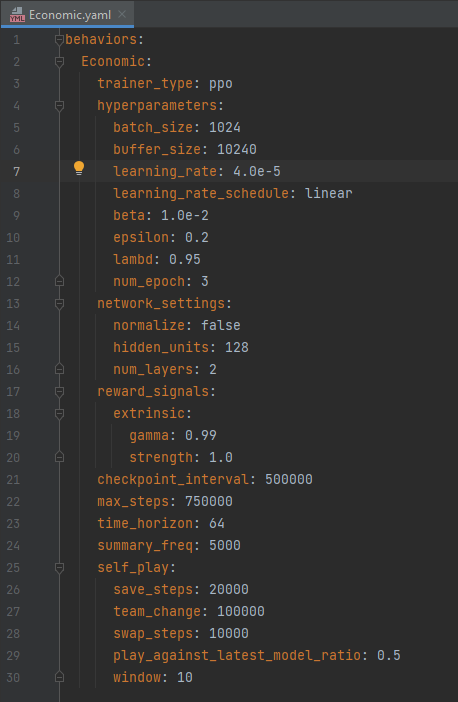 YML Economic.yaml
1 behaviors:
2 Economic:
3 trainer_type: ppo
4 hyperparameters:
5 batch_size: 1024
6 buffer_size: 10240
7 learning_rate: 4.0e-5
8 learning_rate_schedule: linear
9 beta: 1.0e-2
10 epsilon: 0.2
11 lambd: 0.95
12 num_epoch: 3
13 network_settings:
14 normalize: false
15 hidden_units: 128
16 num_layers: 2
17 reward_signals:
18 extrinsic:
19 gamma: 0.99
20 strength: 1.0
21 checkpoint_interval: 500000
22 max_steps: 750000
23 time_horizon: 64
24 summary_freq: 5000
25 self_play:
26 save_steps: 20000
27 team_change: 100000
28 swap_steps: 10000
29 play_against_latest_model_ratio: 0.5
30 window: 10